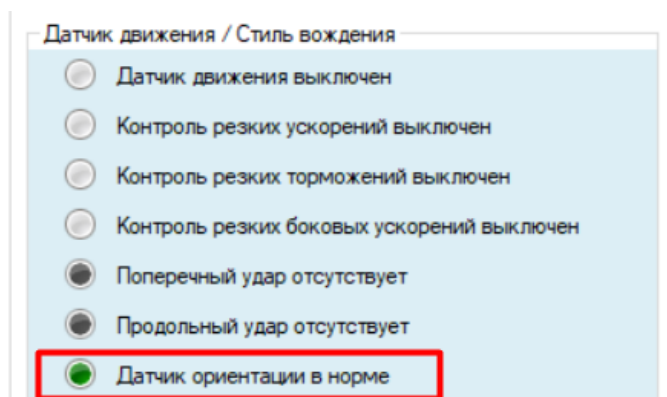 Датчик движения / Стиль вождения
Датчик движения выключен
Контроль резких ускорений выключен
Контроль резких торможений выключен
Контроль резких боковых ускорений выключен
Поперечный удар отсутствует
Продольный удар отсутствует
Датчик ориентации в норме